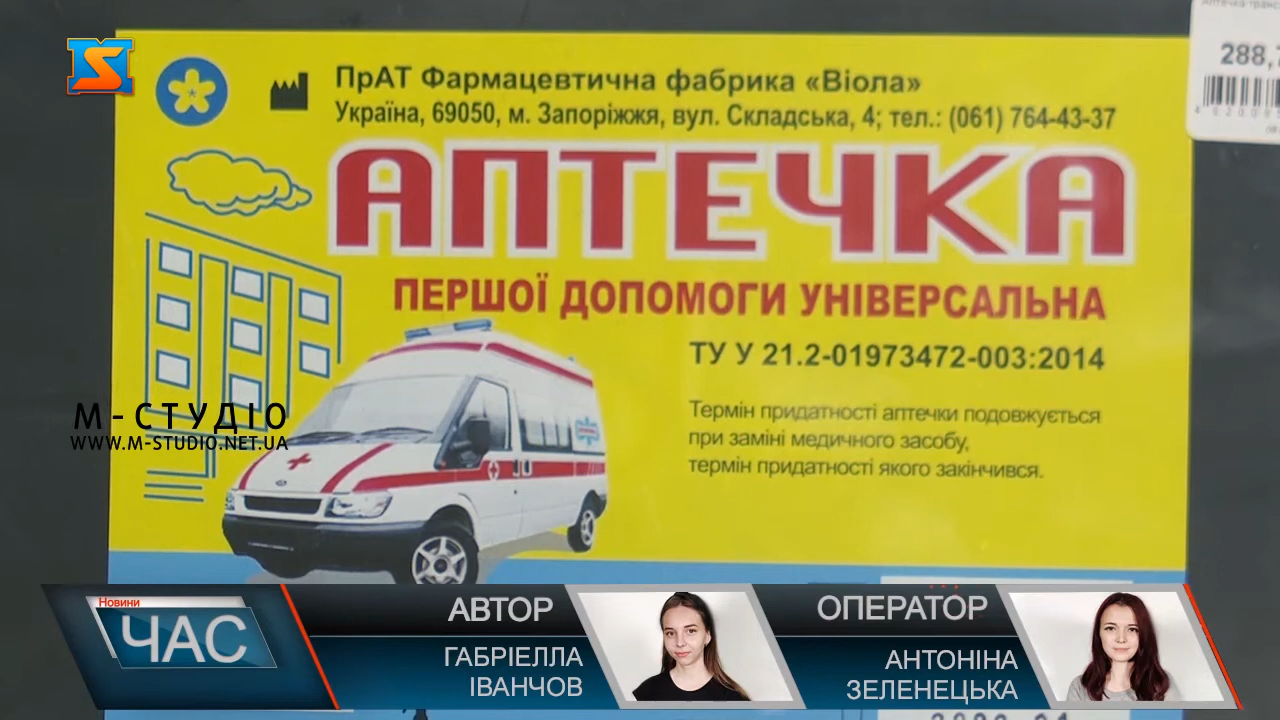 ПрАТ Фармацевтична фабрика «Віола»
Україна, 69050, м. Запоріжжя, вул. Складська, 4; тел.: (061) 764-43-37
288,
АПТЕЧКА
ПЕРШОЇ ДОПОМОГИ УНІВЕРСАЛЬНА
ТУ У 21.2-01973472-003:2014
Термін придатності аптечки подовжується
при заміні медичного засобу,
термін придатності якого закінчився.
М-СТУДІО
WWW.M-STUDIO.NET.UA
Новини
ЧАС
АВТОР
ГАБРІЕЛЛА
ІВАНЧОВ
ОПЕРАТОР
АНТОНІНА
ЗЕЛЕНЕЦЬКА